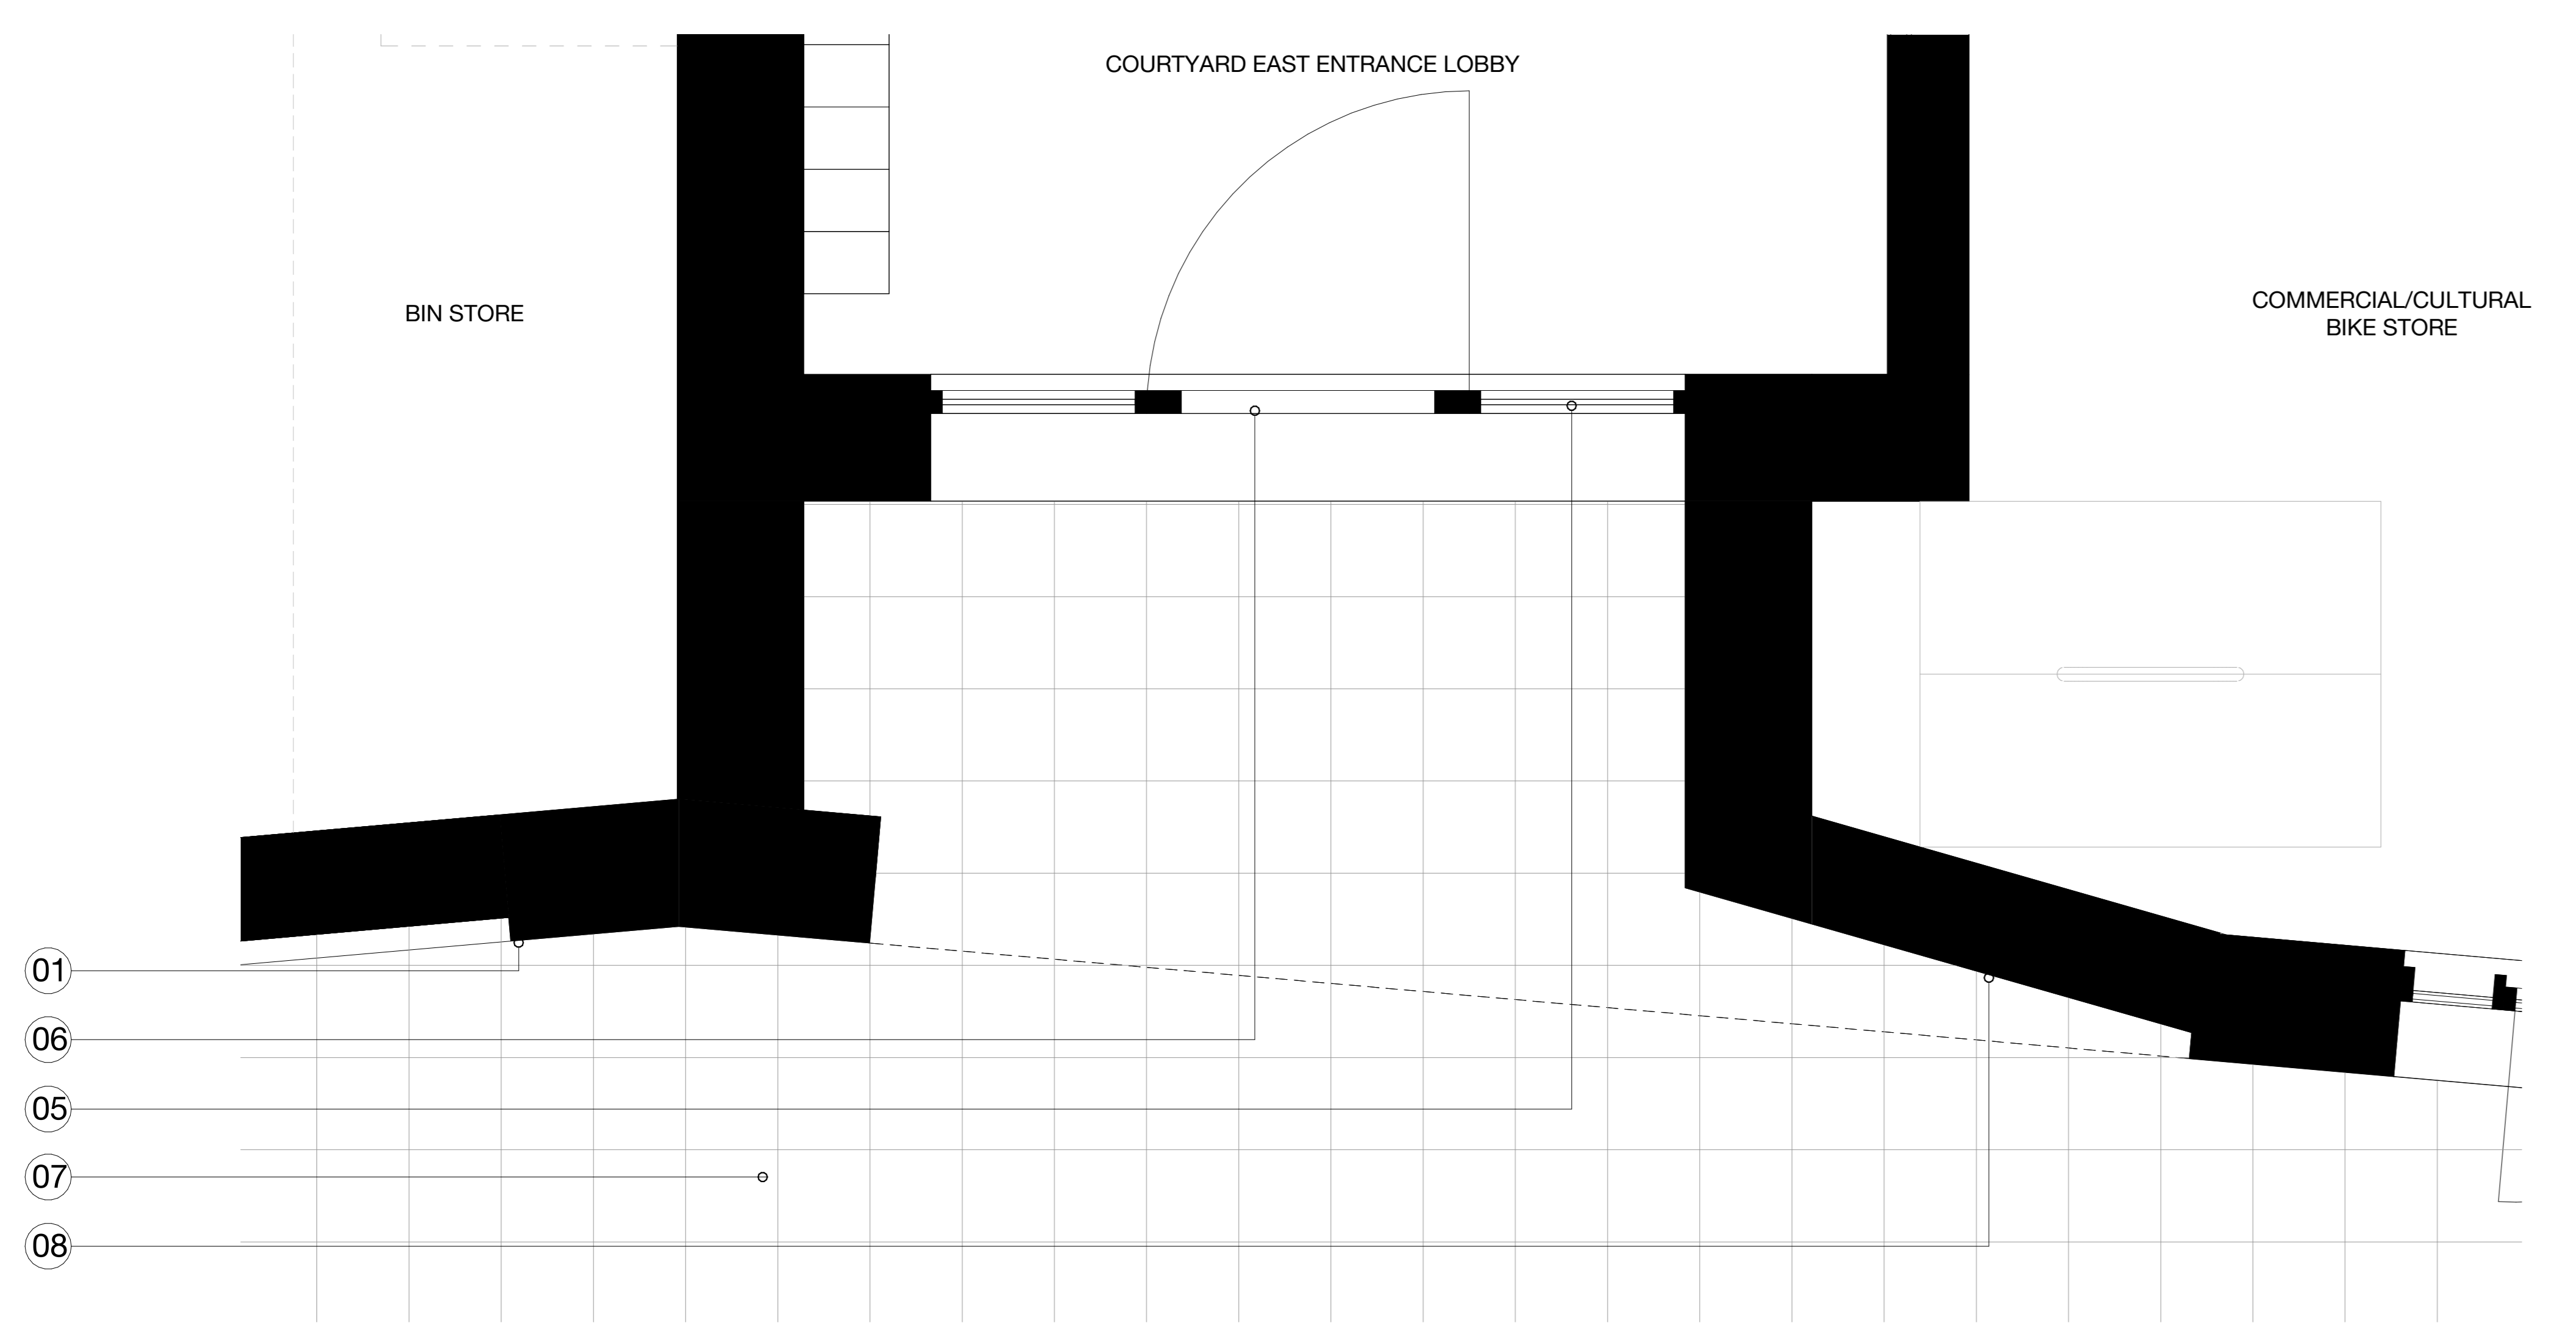 COURTYARD EAST ENTRANCE LOBBY
BIN STORE
COMMERCIAL/CULTURAL
BIKE STORE
01
06
05
07
08